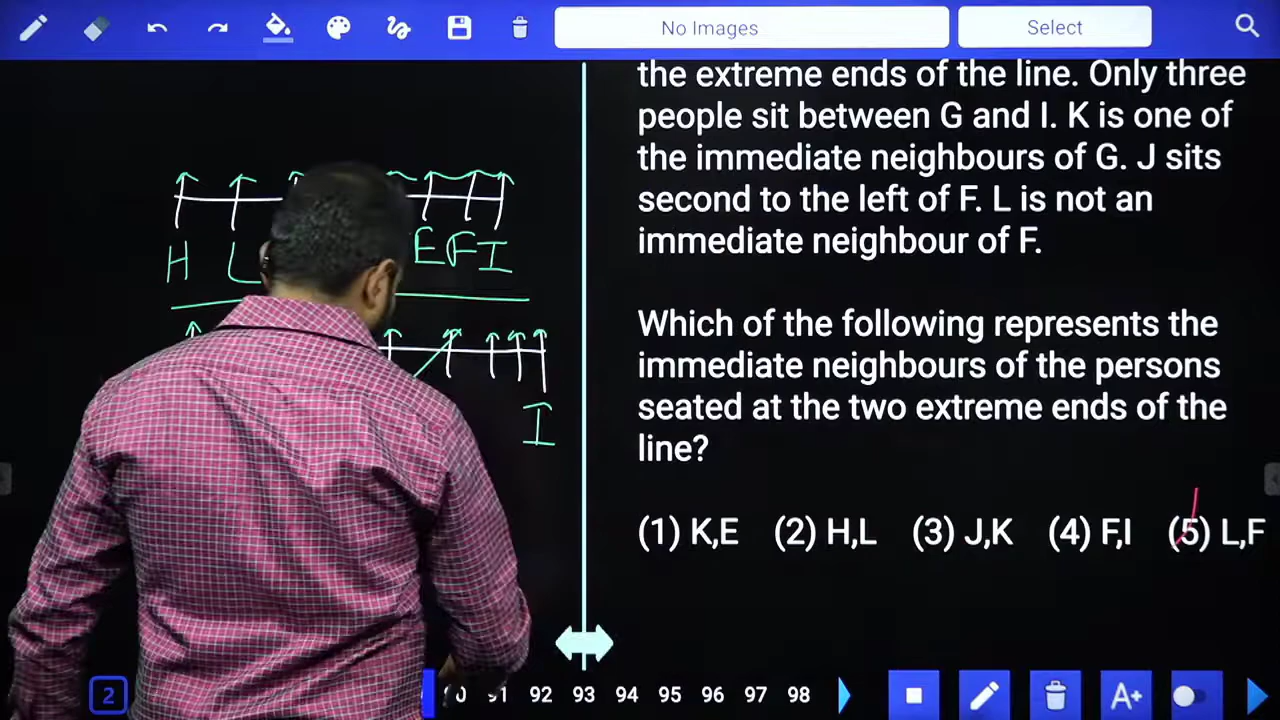 No Images
Select
the extreme ends of the line. Only three
people sit between G and I. K is one of
the immediate neighbours of G. J sits
second to the left of F. L is not an
immediate neighbour of F.
H L E F I
I
Which of the following represents the
immediate neighbours of the persons
seated at the two extreme ends of the
line?
(1) K,E (2) H,L (3) J,K (4) F,I (5) L,F
2
91 92 93 94 95 96 97 98
A+